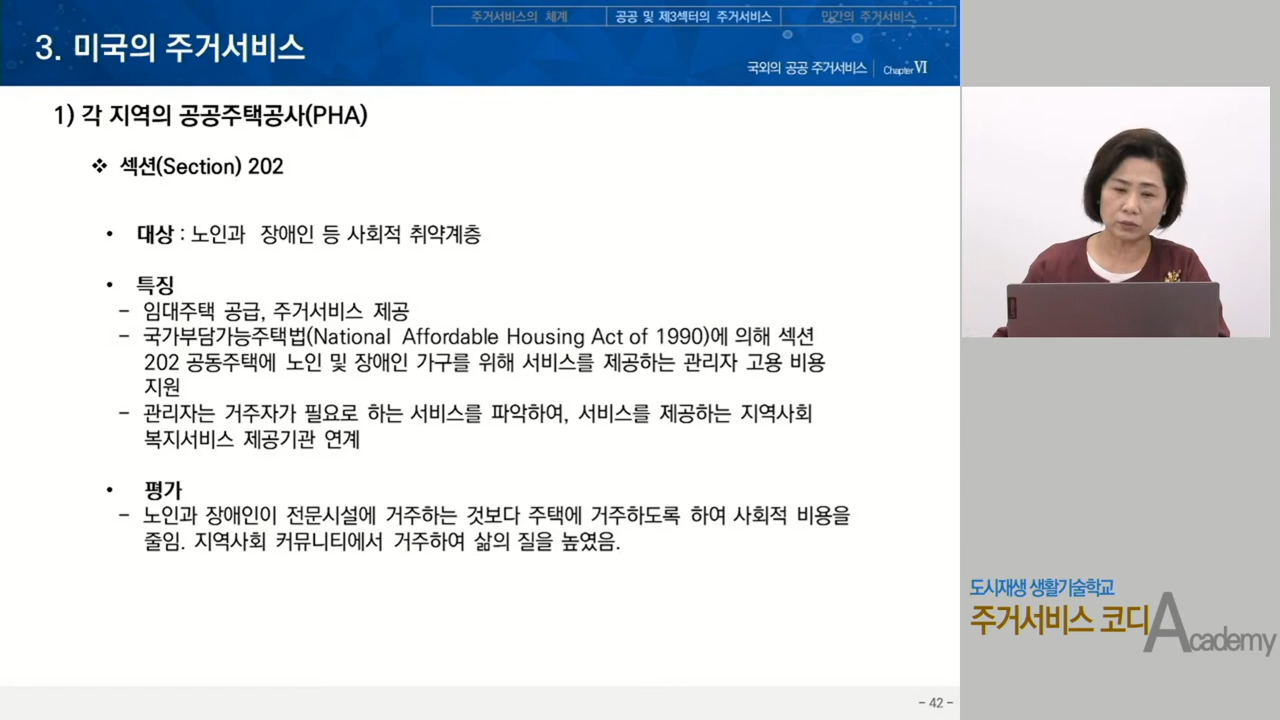 주거서비스의 체계
공공 및 제3섹터의 주거서비스
민간의 주거서비스
3. 미국의 주거서비스
국외의 공공 주거서비스
Chapter VI
1) 각 지역의 공공주택공사(PHA)
❖ 섹션(Section) 202
• 대상 : 노인과 장애인 등 사회적 취약계층
• 특징
– 임대주택 공급, 주거서비스 제공
– 국가부담가능주택법(National Affordable Housing Act of 1990)에 의해 섹션
202 공동주택에 노인 및 장애인 가구를 위해 서비스를 제공하는 관리자 고용 비용
지원
– 관리자는 거주자가 필요로 하는 서비스를 파악하여, 서비스를 제공하는 지역사회
복지서비스 제공기관 연계
• 평가
– 노인과 장애인이 전문시설에 거주하는 것보다 주택에 거주하도록 하여 사회적 비용을
줄임. 지역사회 커뮤니티에서 거주하여 삶의 질을 높였음.
도시재생 생활기술학교
주거서비스 코디 Academy
- 42 -